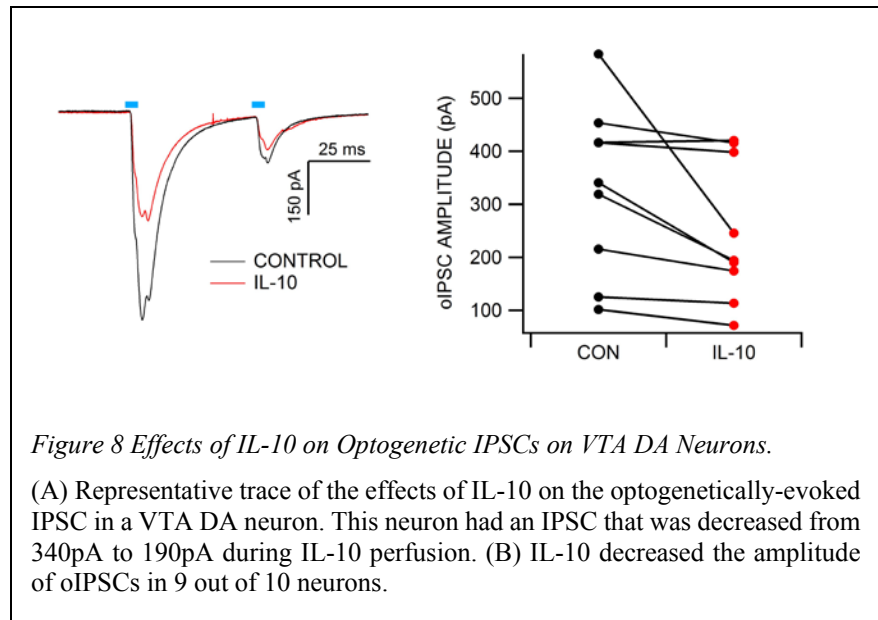 25 ms
150 pA
CONTROL
IL-10
oIPSC AMPLITUDE (pA)
500
400
300
200
100
CON IL-10
Figure 8 Effects of IL-10 on Optogenetic IPSCs on VTA DA Neurons.
(A) Representative trace of the effects of IL-10 on the optogenetically-evoked
IPSC in a VTA DA neuron. This neuron had an IPSC that was decreased from
340pA to 190pA during IL-10 perfusion. (B) IL-10 decreased the amplitude
of oIPSCs in 9 out of 10 neurons.